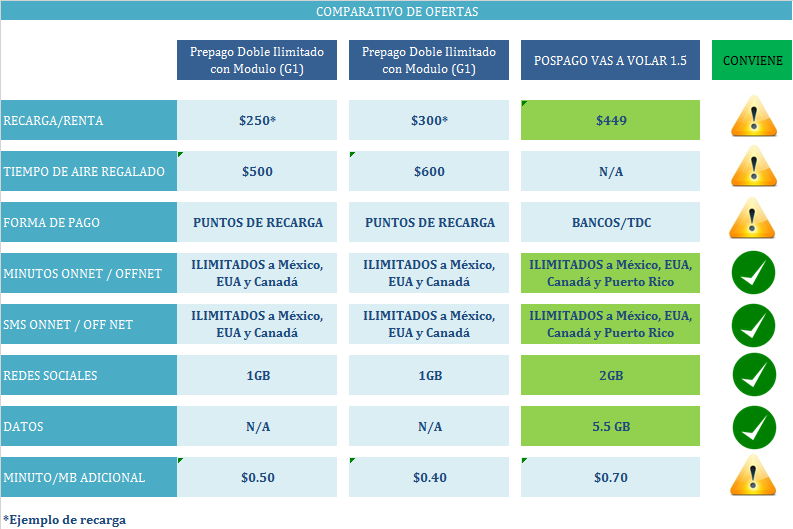 COMPARATIVO DE OFERTAS
Prepago Doble Ilimitado
con Modulo (G1)
Prepago Doble Ilimitado
con Modulo (G1)
POSPAGO VAS A VOLAR 1.5
CONVIENE
RECARGA/RENTA
$250*
$300*
$449
TIEMPO DE AIRE REGALADO
$500
$600
N/A
FORMA DE PAGO
PUNTOS DE RECARGA
PUNTOS DE RECARGA
BANCOS/TDC
MINUTOS ONNET / OFFNET
ILIMITADOS a México,
EUA y Canadá
ILIMITADOS a México,
EUA y Canadá
ILIMITADOS a México, EUA,
Canadá y Puerto Rico
SMS ONNET / OFF NET
ILIMITADOS a México,
EUA y Canadá
ILIMITADOS a México,
EUA y Canadá
ILIMITADOS a México, EUA,
Canadá y Puerto Rico
REDES SOCIALES
1GB
1GB
2GB
DATOS
N/A
N/A
5.5 GB
MINUTO/MB ADICIONAL
$0.50
$0.40
$0.70
*Ejemplo de recarga